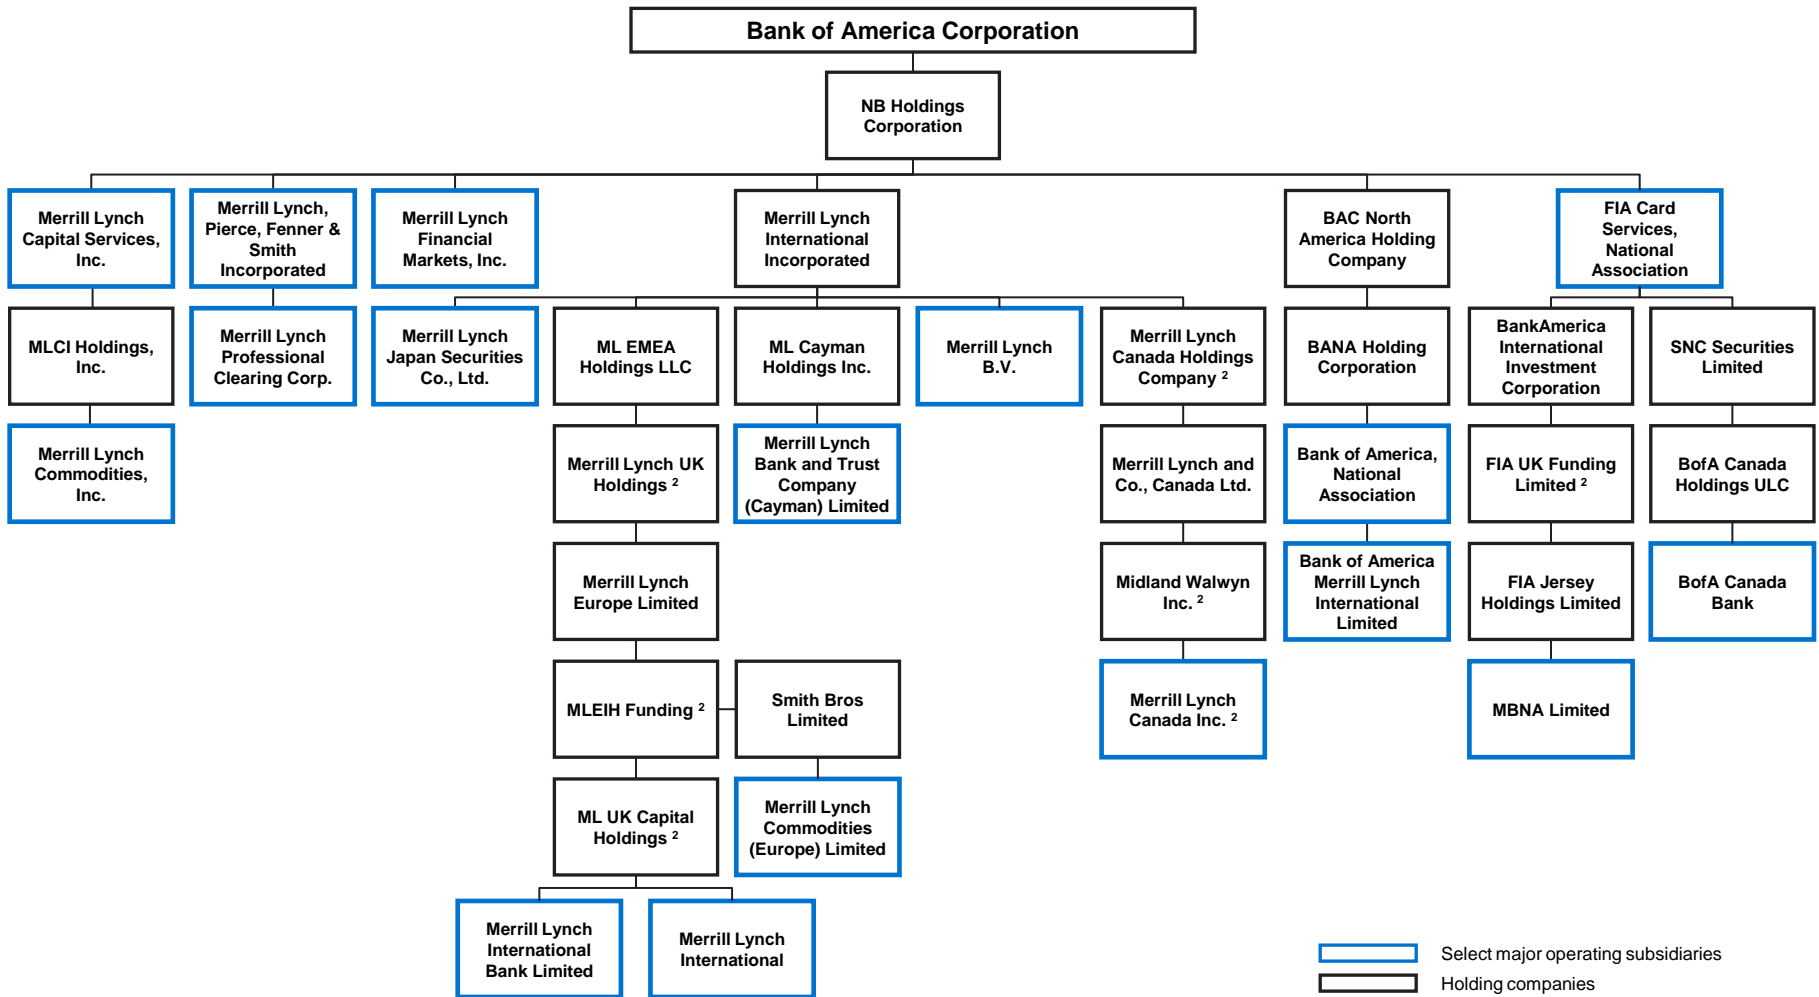 Bank of America Corporation
NB Holdings
Corporation
Merrill Lynch
Capital Services,
Inc.
Merrill Lynch,
Pierce, Fenner &
Smith
Incorporated
Merrill Lynch
Financial
Markets, Inc.
Merrill Lynch
International
Incorporated
BAC North
America Holding
Company
FIA Card
Services,
National
Association
MLCI Holdings,
Inc.
Merrill Lynch
Professional
Clearing Corp.
Merrill Lynch
Japan Securities
Co., Ltd.
ML EMEA
Holdings LLC
ML Cayman
Holdings Inc.
Merrill Lynch
B.V.
Merrill Lynch
Canada Holdings
Company ²
BANA Holding
Corporation
BankAmerica
International
Investment
Corporation
SNC Securities
Limited
Merrill Lynch
Commodities,
Inc.
Merrill Lynch UK
Holdings ²
Merrill Lynch
Bank and Trust
Company
(Cayman) Limited
Merrill Lynch and
Co., Canada Ltd.
Bank of America,
National
Association
FIA UK Funding
Limited ²
BofA Canada
Holdings ULC
Merrill Lynch
Europe Limited
Midland Walwyn
Inc. ²
Bank of America
Merrill Lynch
International
Limited
FIA Jersey
Holdings Limited
BofA Canada
Bank
MLEIH Funding ²
Smith Bros
Limited
Merrill Lynch
Canada Inc. ²
MBNA Limited
ML UK Capital
Holdings ²
Merrill Lynch
Commodities
(Europe) Limited
Merrill Lynch
International
Bank Limited
Merrill Lynch
International
Select major operating subsidiaries
Holding companies